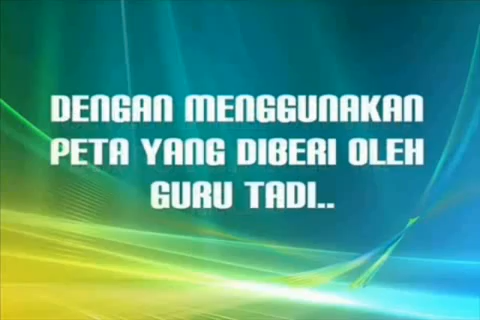 DENGAN MENGGUNAKAN
PETA YANG DIBERI OLEH
GURU TADI..